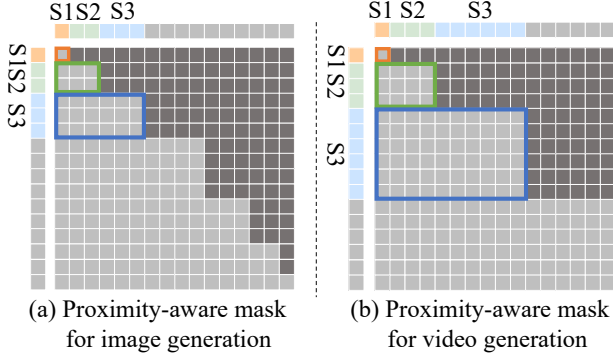 S1 S2 S3
S1 S2 S3
S1
S2
S3
S1
S2
S3
(a) Proximity-aware mask
for image generation
(b) Proximity-aware mask
for video generation